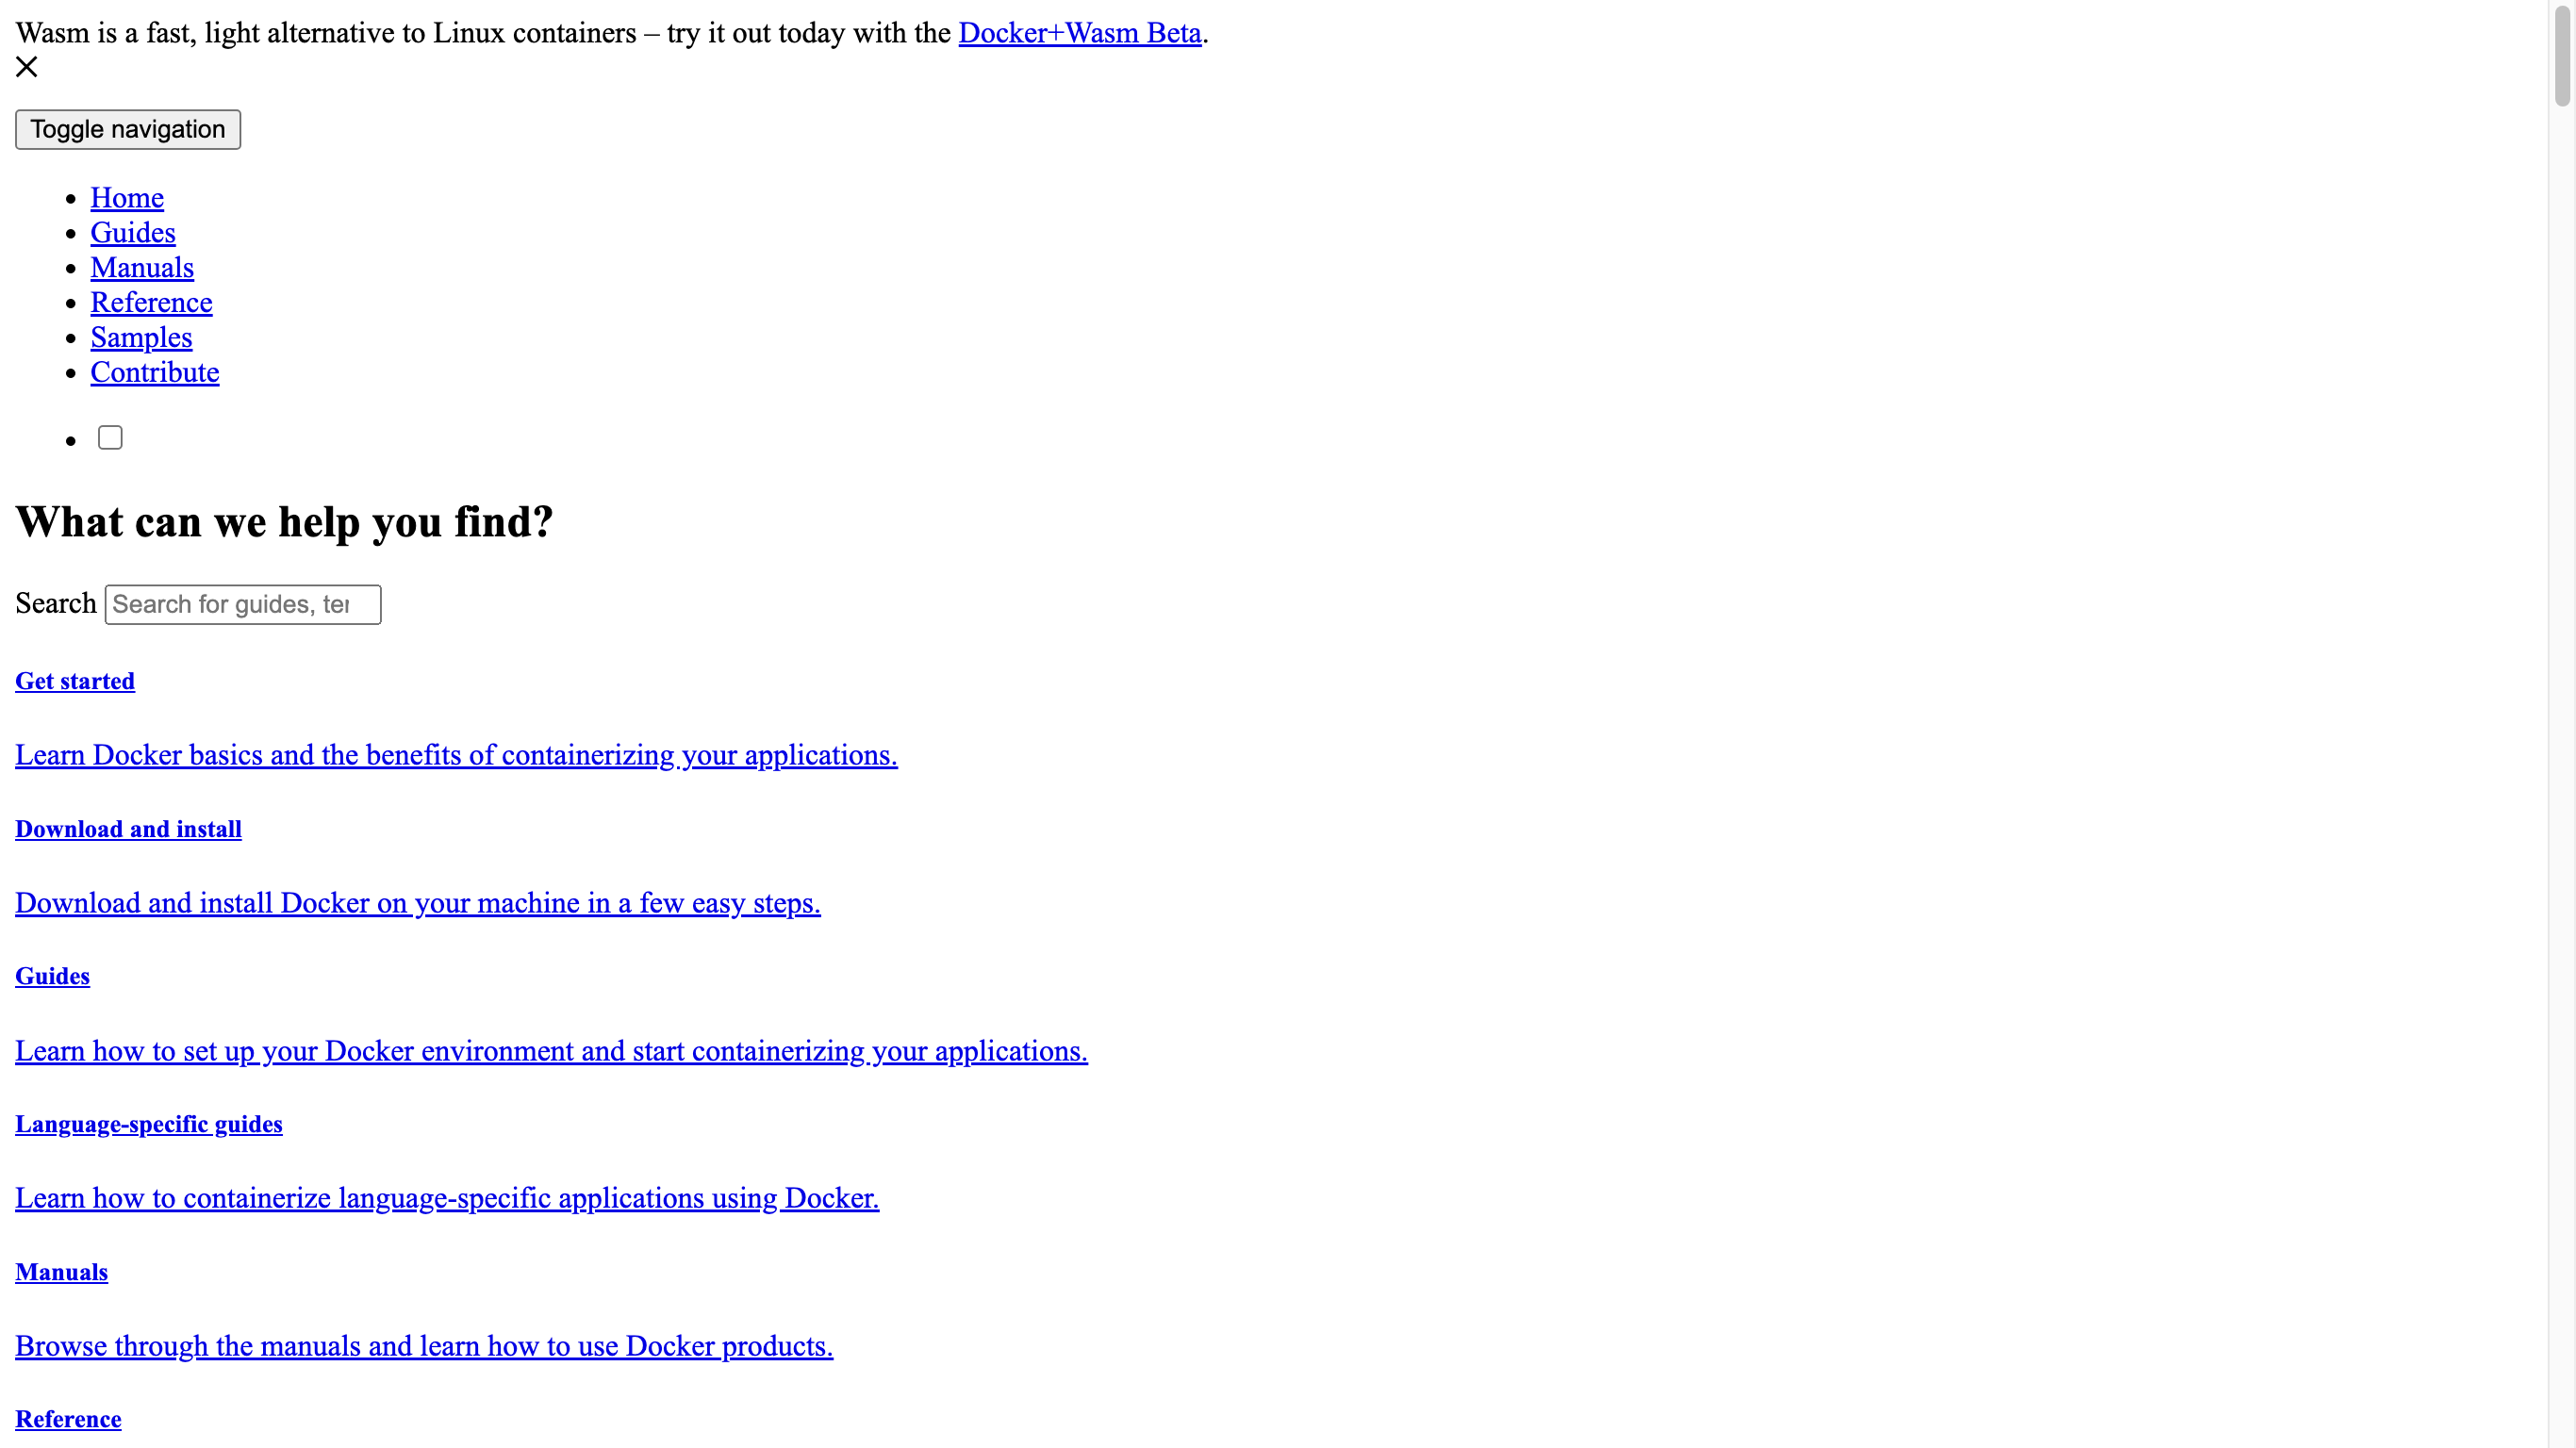 Wasm is a fast, light alternative to Linux containers – try it out today with the Docker+Wasm Beta.
Toggle navigation
Home
Guides
Manuals
Reference
Samples
Contribute
What can we help you find?
Search Search for guides, ter
Get started
Learn Docker basics and the benefits of containerizing your applications.
Download and install
Download and install Docker on your machine in a few easy steps.
Guides
Learn how to set up your Docker environment and start containerizing your applications.
Language-specific guides
Learn how to containerize language-specific applications using Docker.
Manuals
Browse through the manuals and learn how to use Docker products.
Reference